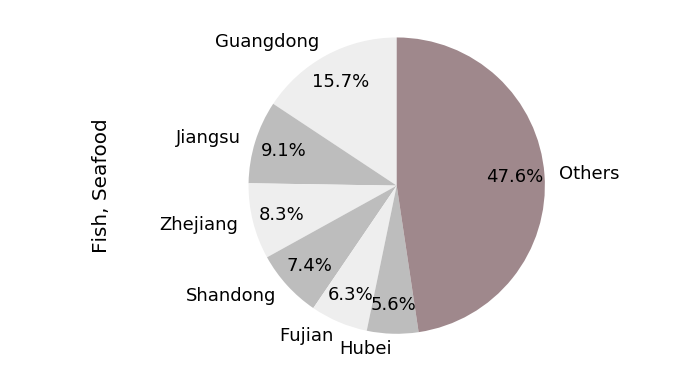 Fish, Seafood
Guangdong
15.7%
Jiangsu
9.1%
Zhejiang
8.3%
Shandong
7.4%
Fujian
6.3%
Hubei
5.6%
Others
47.6%